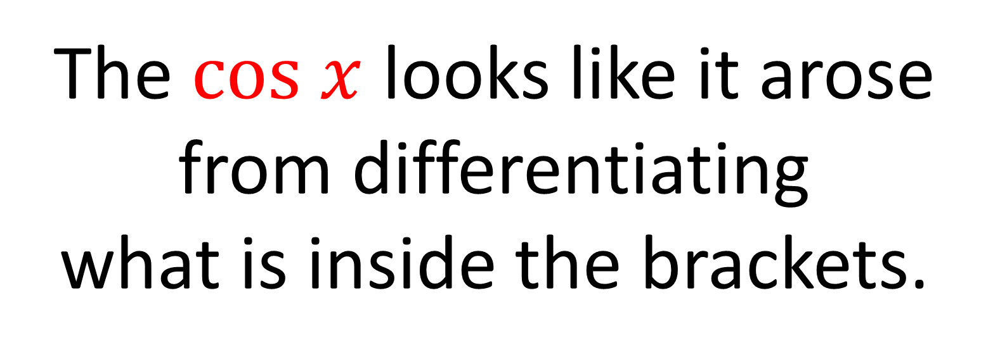 The cos x looks like it arose
from differentiating
what is inside the brackets.